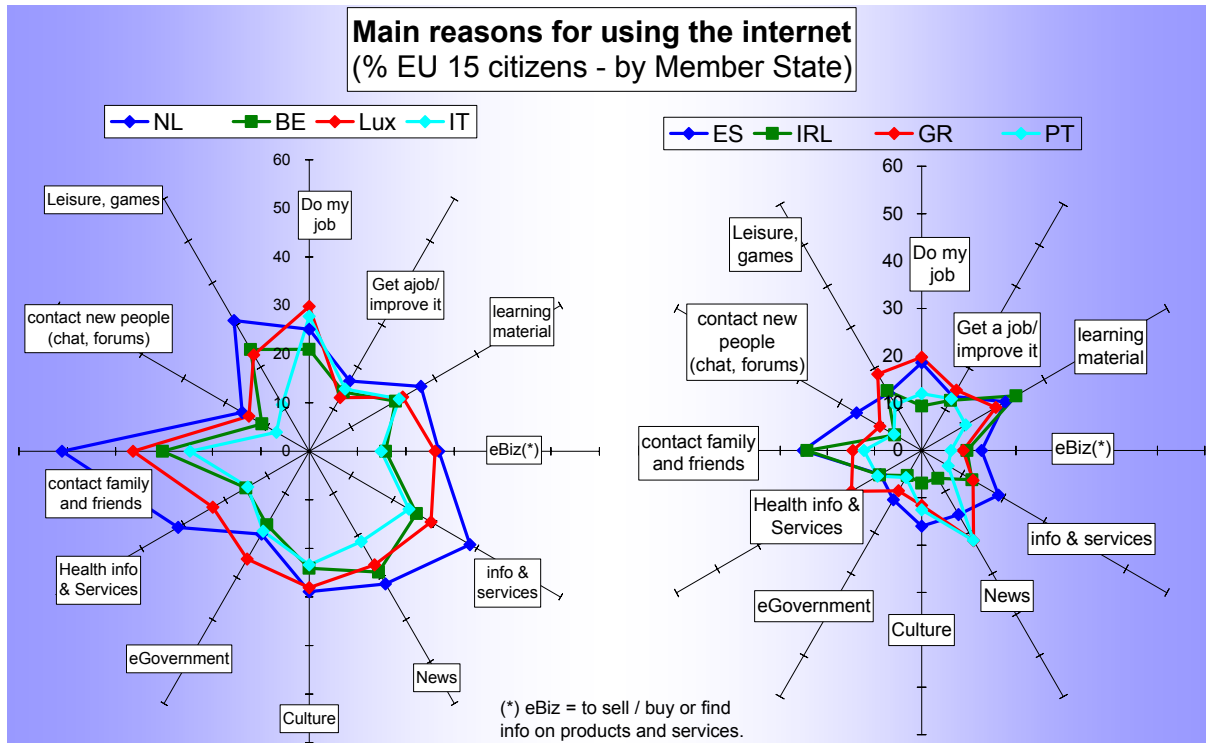 Main reasons for using the internet
(% EU 15 citizens - by Member State)
NL BE Lux IT
60
50
40
30
20
10
0
Do my
job
Get ajob/
improve it
learning
material
eBiz(*)
info &
services
News
Culture
eGovernment
Health info
& Services
contact family
and friends
contact new people
(chat, forums)
Leisure, games
ES IRL GR PT
60
50
40
30
20
10
0
Do my
job
Get a job/
improve it
learning
material
eBiz(*)
info & services
News
Culture
eGovernment
Health info &
Services
contact family
and friends
contact new
people
(chat, forums)
Leisure,
games
(*) eBiz = to sell / buy or find
info on products and services.